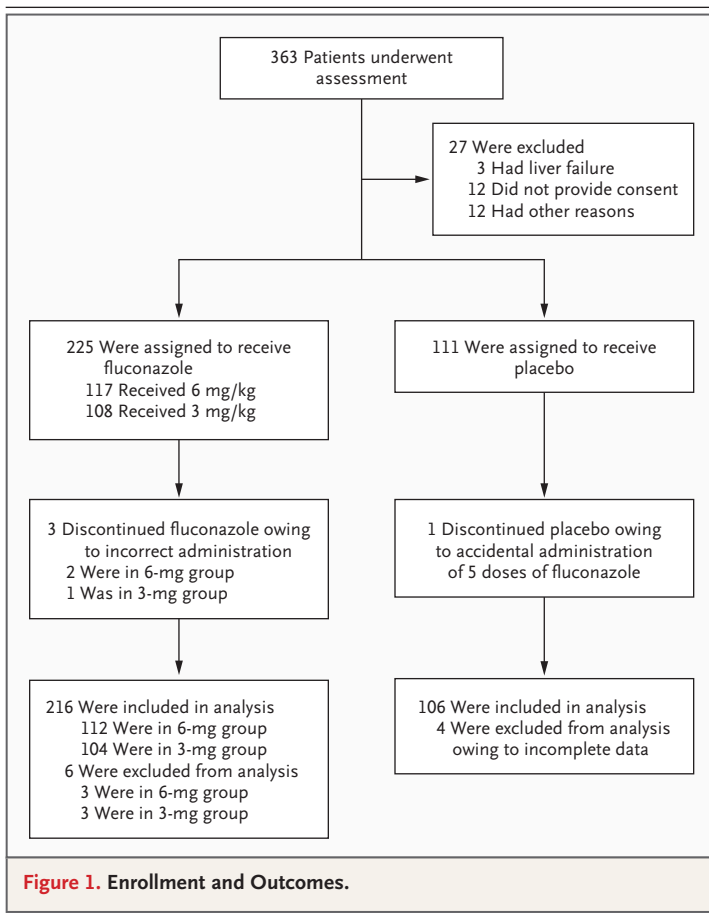 363 Patients underwent
assessment
27 Were excluded
3 Had liver failure
12 Did not provide consent
12 Had other reasons
225 Were assigned to receive
fluconazole
117 Received 6 mg/kg
108 Received 3 mg/kg
111 Were assigned to receive
placebo
3 Discontinued fluconazole owing
to incorrect administration
2 Were in 6-mg group
1 Was in 3-mg group
1 Discontinued placebo owing
to accidental administration
of 5 doses of fluconazole
216 Were included in analysis
112 Were in 6-mg group
104 Were in 3-mg group
6 Were excluded from analysis
3 Were in 6-mg group
3 Were in 3-mg group
106 Were included in analysis
4 Were excluded from analysis
owing to incomplete data
Figure 1. Enrollment and Outcomes.